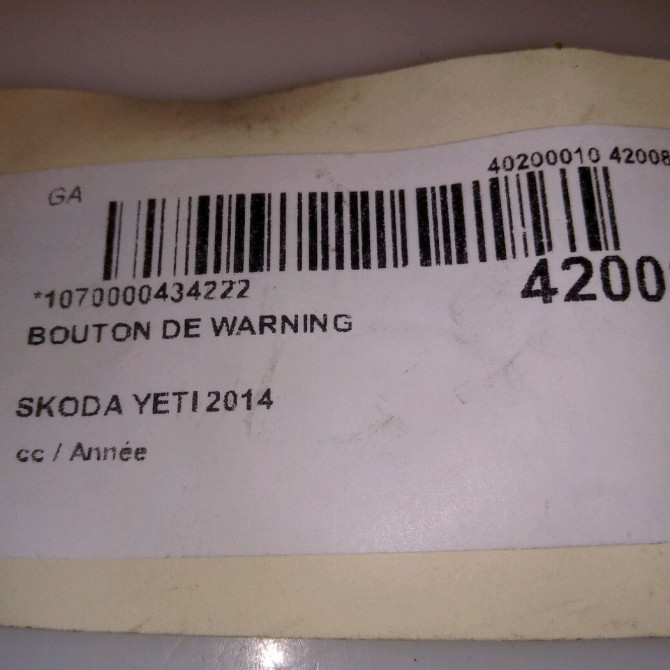 GA
40200010 42008
*1070000434222
4200
BOUTON DE WARNING
SKODA YETI 2014
cc / Année